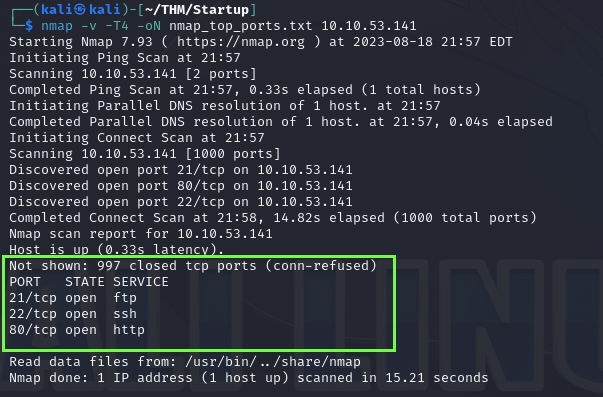 ┌──(kali㉿kali)-[~/THM/Startup]
└─$ nmap -v -T4 -oN nmap_top_ports.txt 10.10.53.141
Starting Nmap 7.93 ( https://nmap.org ) at 2023-08-18 21:57 EDT
Initiating Ping Scan at 21:57
Scanning 10.10.53.141 [2 ports]
Completed Ping Scan at 21:57, 0.33s elapsed (1 total hosts)
Initiating Parallel DNS resolution of 1 host. at 21:57
Completed Parallel DNS resolution of 1 host. at 21:57, 0.04s elapsed
Initiating Connect Scan at 21:57
Scanning 10.10.53.141 [1000 ports]
Discovered open port 21/tcp on 10.10.53.141
Discovered open port 80/tcp on 10.10.53.141
Discovered open port 22/tcp on 10.10.53.141
Completed Connect Scan at 21:58, 14.82s elapsed (1000 total ports)
Nmap scan report for 10.10.53.141
Host is up (0.33s latency).
Not shown: 997 closed tcp ports (conn-refused)
PORT   STATE SERVICE
21/tcp open  ftp
22/tcp open  ssh
80/tcp open  http
Read data files from: /usr/bin/../share/nmap
Nmap done: 1 IP address (1 host up) scanned in 15.21 seconds